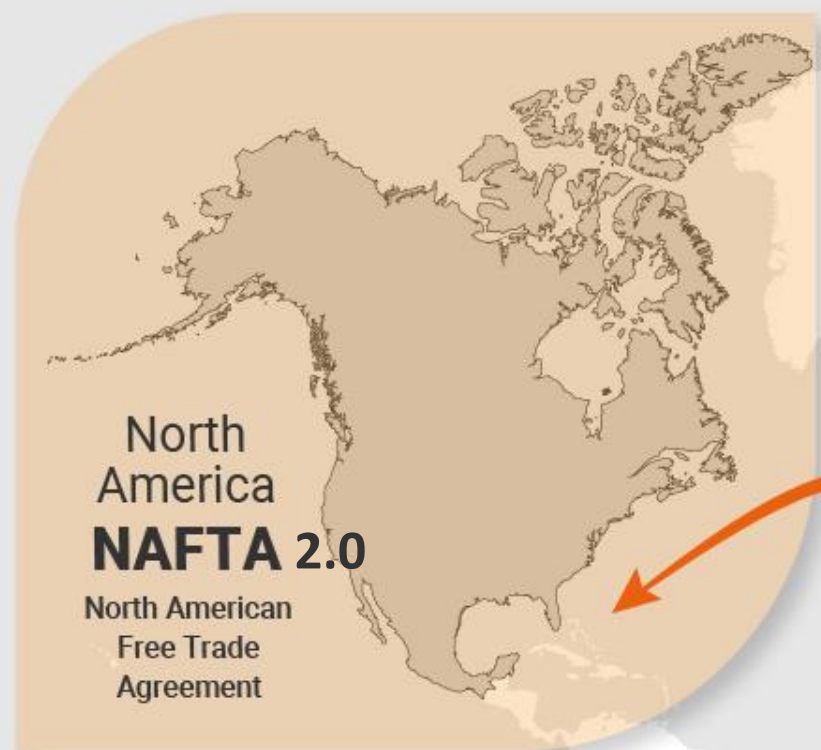 North
America
NAFTA 2.0
North American
Free Trade
Agreement